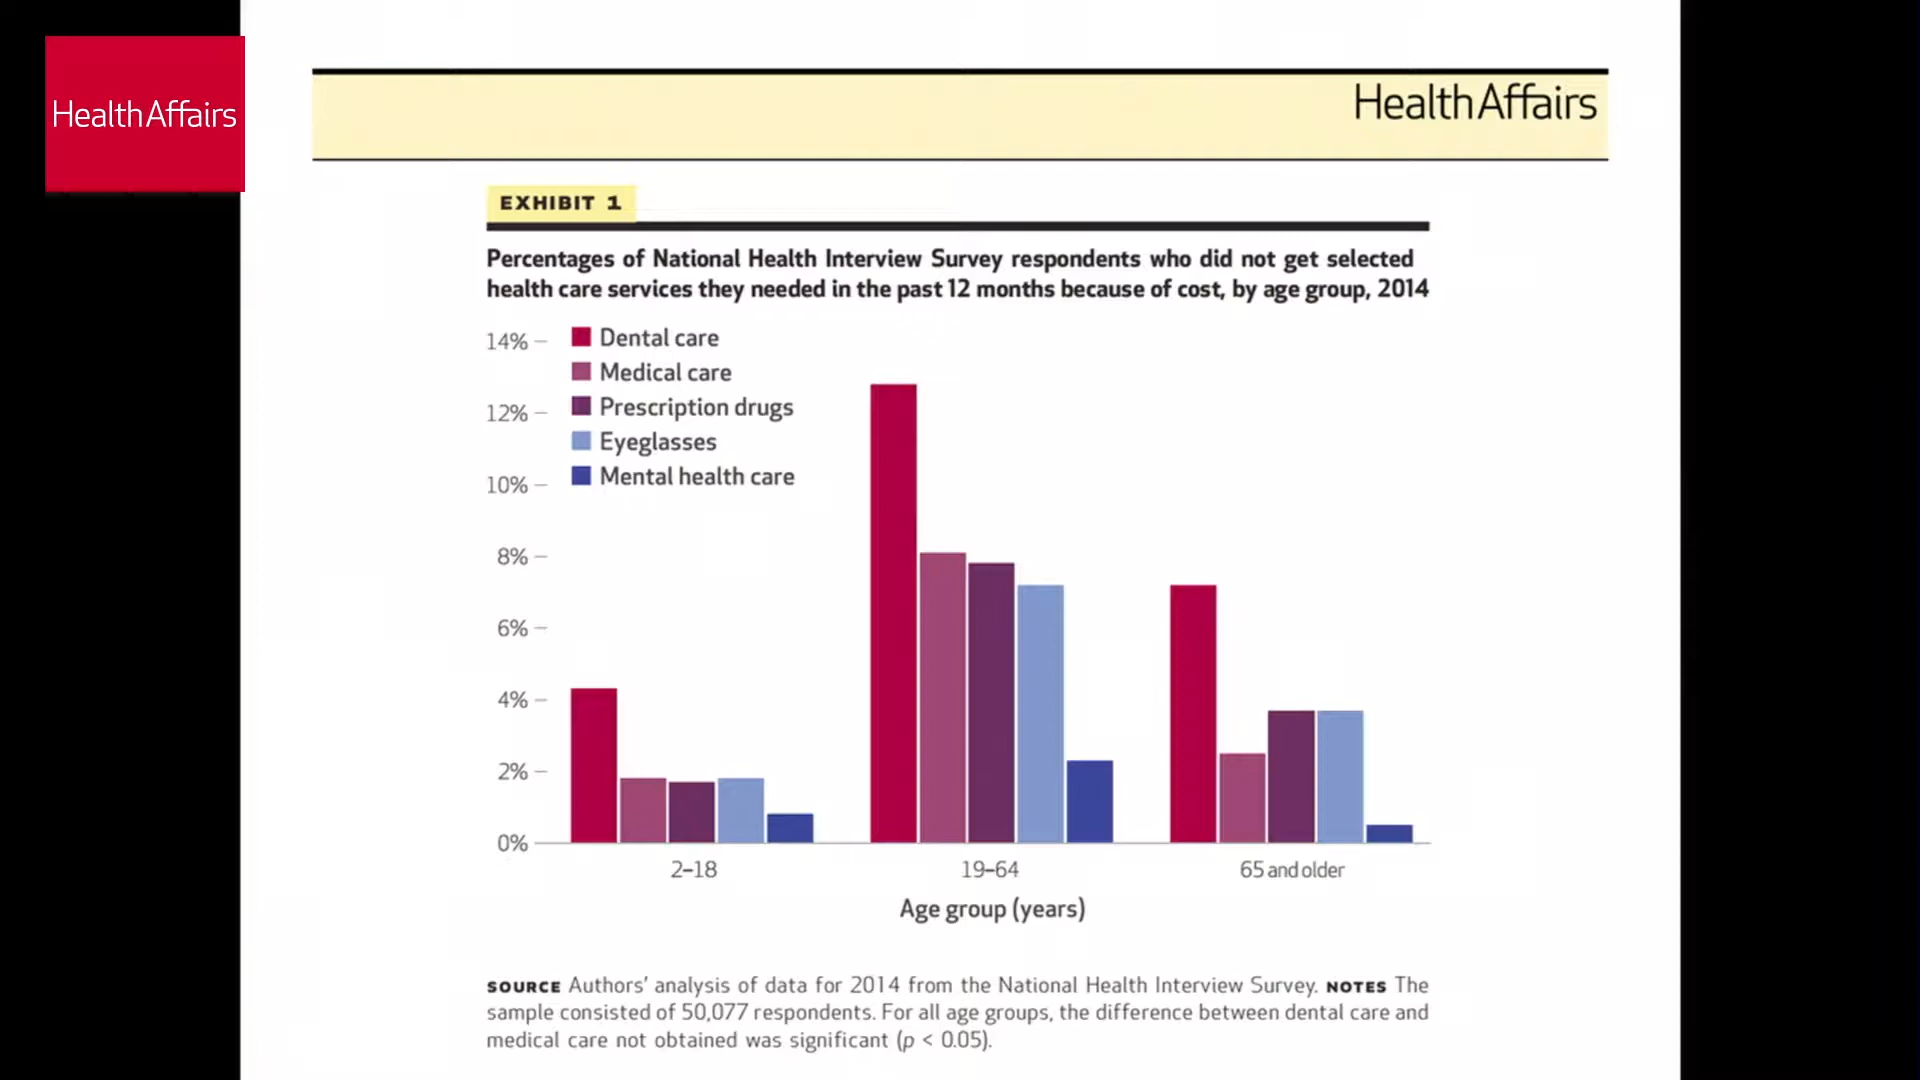 HealthAffairs
HealthAffairs
EXHIBIT 1
Percentages of National Health Interview Survey respondents who did not get selected
health care services they needed in the past 12 months because of cost, by age group, 2014
14%
12%
10%
8%
6%
4%
2%
0%
Dental care
Medical care
Prescription drugs
Eyeglasses
Mental health care
2–18
19–64
65 and older
Age group (years)
SOURCE Authors’ analysis of data for 2014 from the National Health Interview Survey. NOTES The
sample consisted of 50,077 respondents. For all age groups, the difference between dental care and
medical care not obtained was significant (p < 0.05).